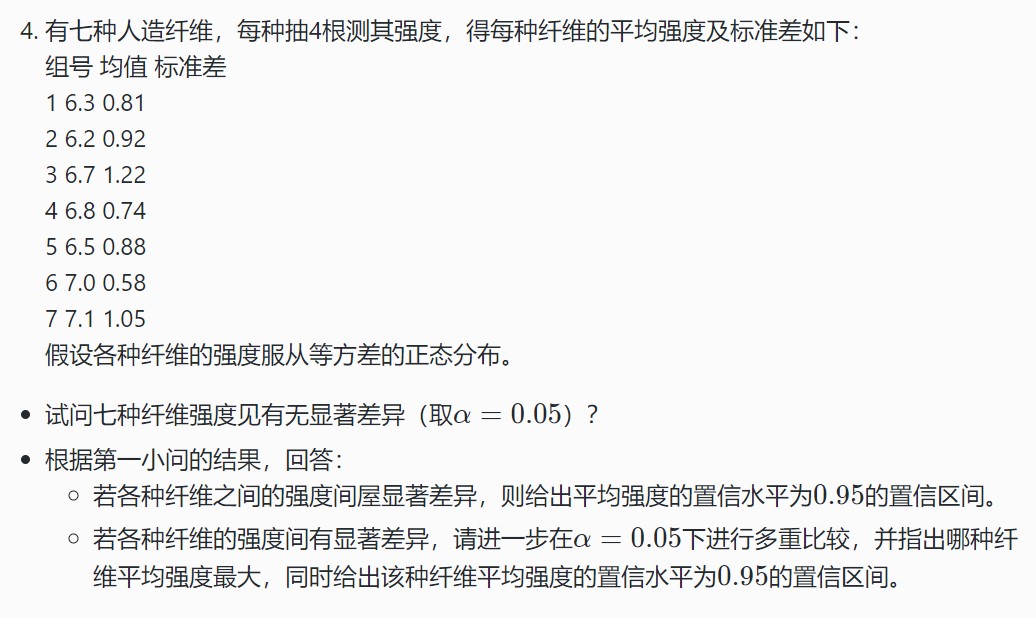 4. 有七种人造纤维，每种抽4根测其强度，得每种纤维的平均强度及标准差如下：
组号 均值 标准差
1 6.3 0.81
2 6.2 0.92
3 6.7 1.22
4 6.8 0.74
5 6.5 0.88
6 7.0 0.58
7 7.1 1.05
假设各种纤维的强度服从等方差的正态分布。
• 试问七种纤维强度见有无显著差异（取α = 0.05）？
• 根据第一小问的结果，回答：
○ 若各种纤维之间的强度间屋显著差异，则给出平均强度的置信水平为0.95的置信区间。
○ 若各种纤维的强度间有显著差异，请进一步在α = 0.05下进行多重比较，并指出哪种纤
维平均强度最大，同时给出该种纤维平均强度的置信水平为0.95的置信区间。